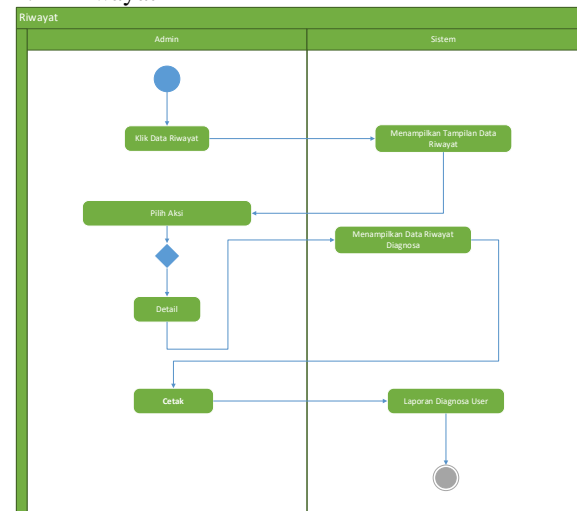 Riwayat
Admin
Sistem
Klik Data Riwayat
Menampilkan Tampilan Data
Riwayat
Pilih Aksi
Menampilkan Data Riwayat
Diagnosa
Detail
Cetak
Laporan Diagnosa User